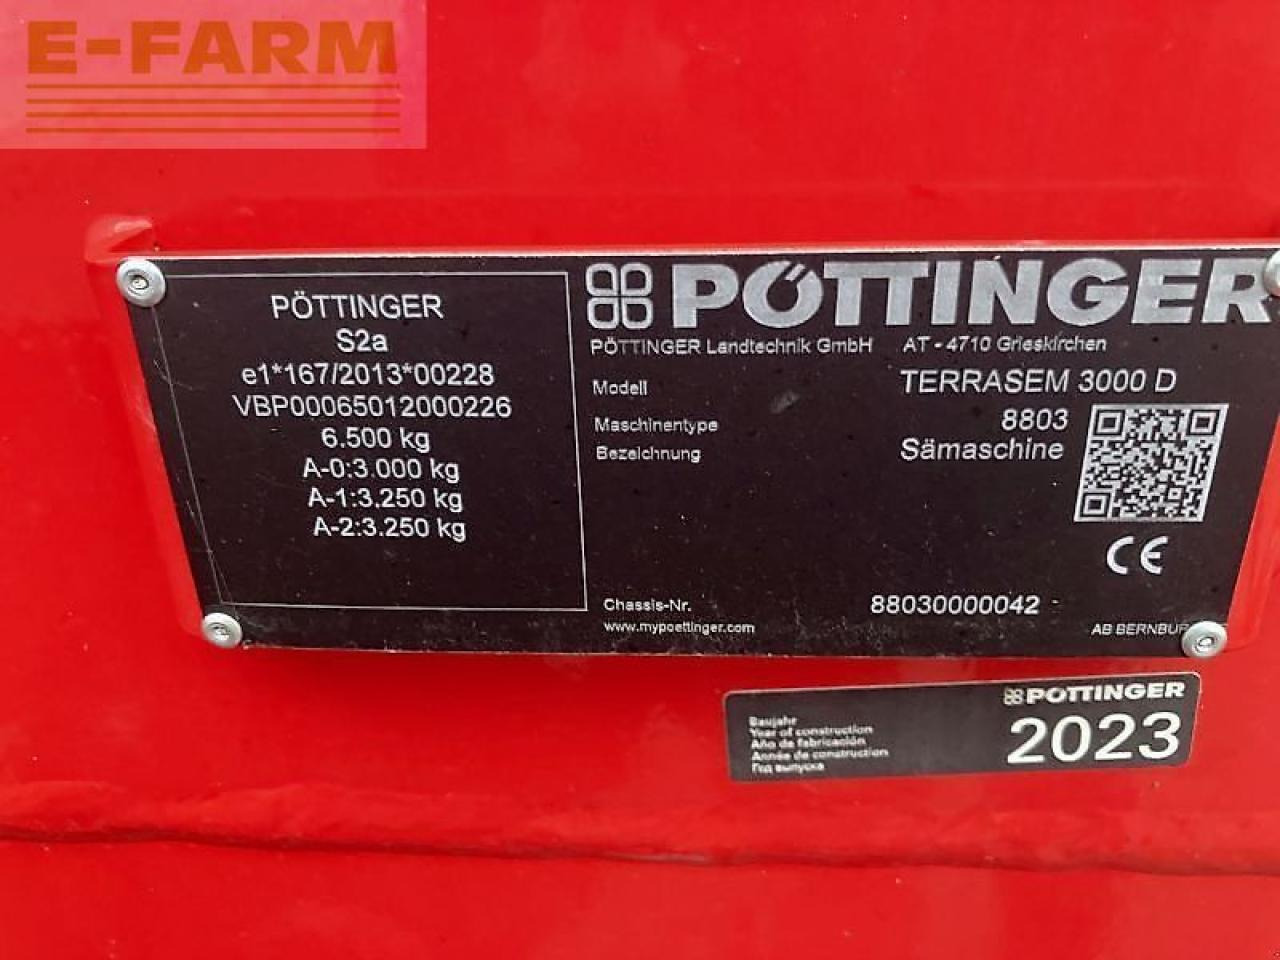 E-FARM
PÖTTINGER
S2a
e1*167/2013*00228
VBP00065012000226
6.500 kg
A-0:3.000 kg
A-1:3.250 kg
A-2:3.250 kg
PÖTTINGER
PÖTTINGER Landtechnik GmbH AT - 4710 Grieskirchen
Modell TERRASEM 3000 D
Maschinentype 8803
Bezeichnung Sämaschine
CE
Chassis-Nr. 88030000042
www.mypoettinger.com AB BERNBUR
PÖTTINGER
2023
Baujahr
Year of construction
Año de fabricación
Année de construction
Год выпуска